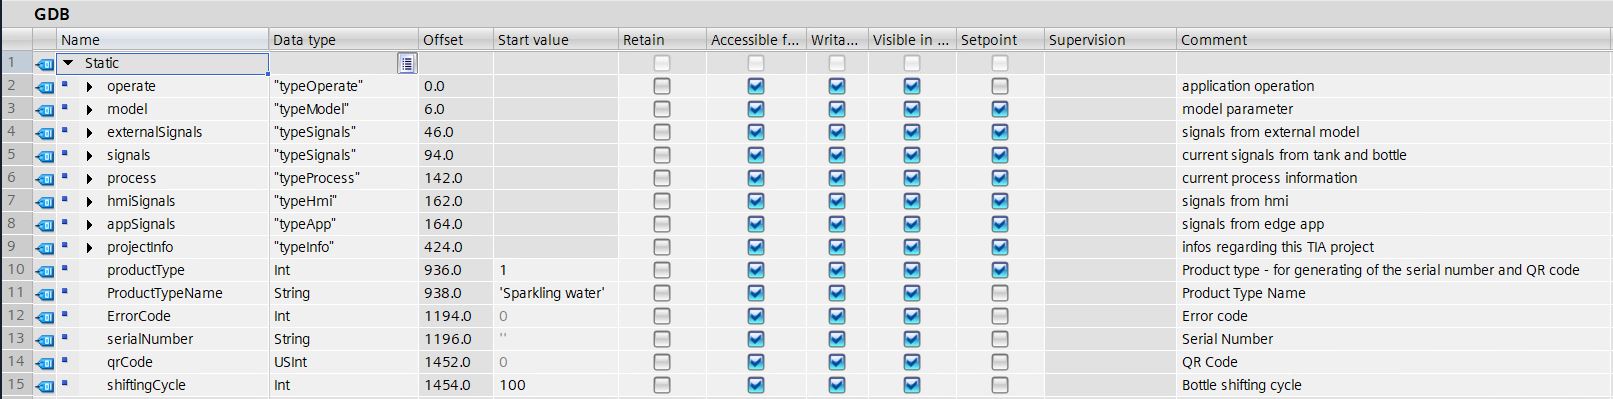 GDB
Name Data type Offset Start value Retain Accessible f... Writa... Visible in ... Setpoint Supervision Comment
1 Static
2 operate "typeOperate" 0.0 application operation
3 model "typeModel" 6.0 model parameter
4 externalSignals "typeSignals" 46.0 signals from external model
5 signals "typeSignals" 94.0 current signals from tank and bottle
6 process "typeProcess" 142.0 current process information
7 hmiSignals "typeHmi" 162.0 signals from hmi
8 appSignals "typeApp" 164.0 signals from edge app
9 projectInfo "typeInfo" 424.0 infos regarding this TIA project
10 productType Int 936.0 1 Product type - for generating of the serial number and QR code
11 ProductTypeName String 938.0 'Sparkling water' Product Type Name
12 ErrorCode Int 1194.0 0 Error code
13 serialNumber String 1196.0 '' Serial Number
14 qrCode USInt 1452.0 0 QR Code
15 shiftingCycle Int 1454.0 100 Bottle shifting cycle